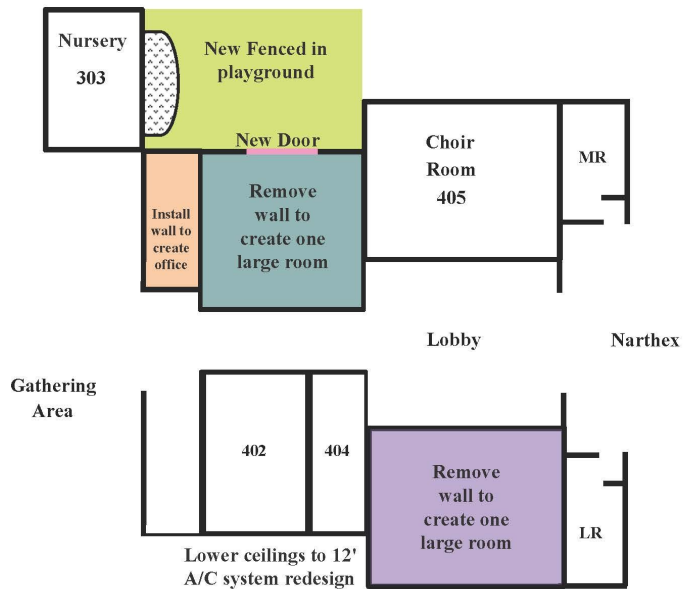 Nursery
303
New Fenced in
playground
New Door
Choir
Room
405
MR
Install
wall to
create
office
Remove
wall to
create one
large room
Lobby
Narthex
Gathering
Area
402
404
Remove
wall to
create one
large room
LR
Lower ceilings to 12'
A/C system redesign